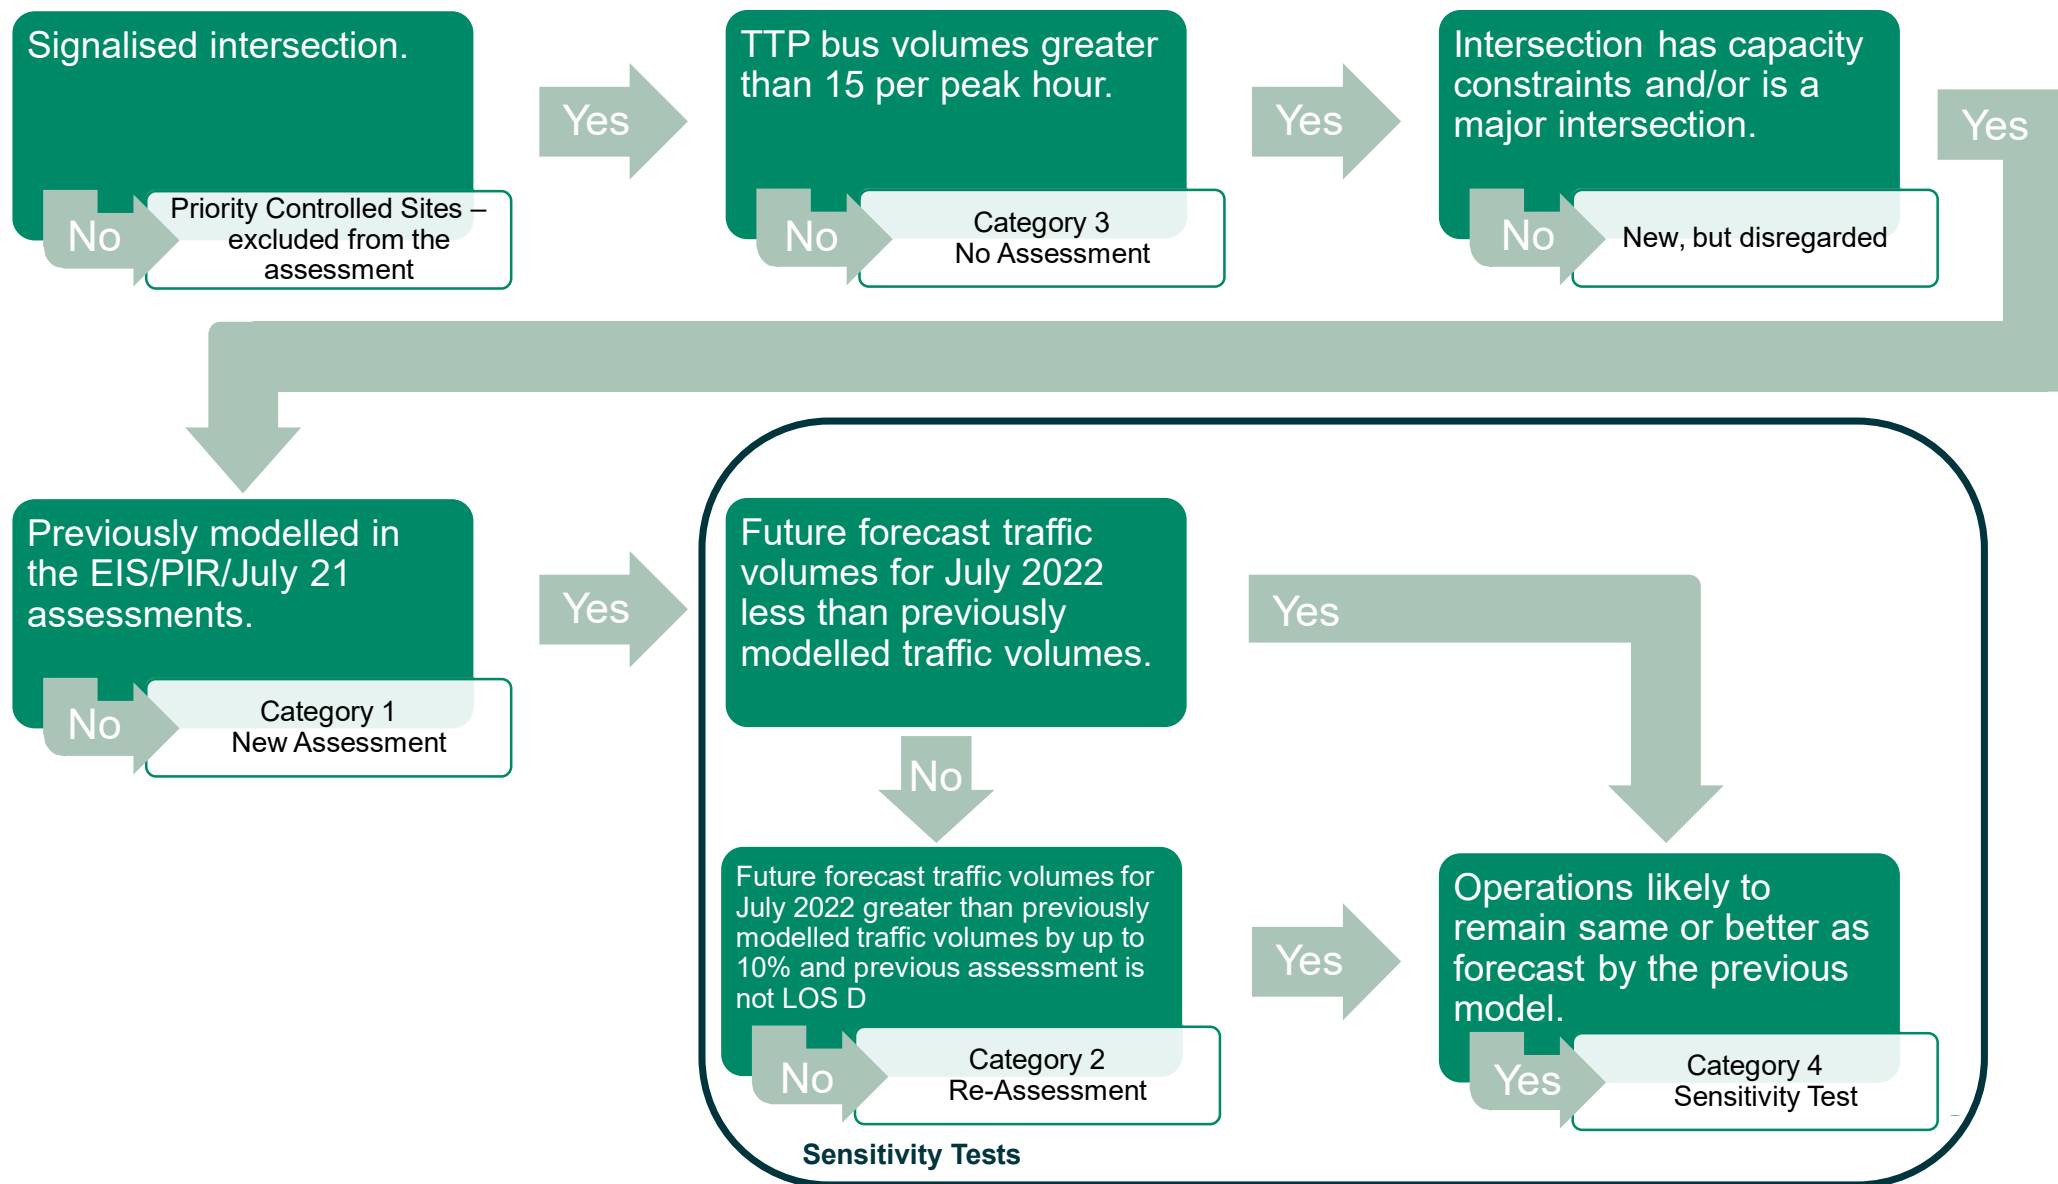 Signalised intersection.
No
Priority Controlled Sites –
excluded from the
assessment
Yes
TTP bus volumes greater
than 15 per peak hour.
No
Category 3
No Assessment
Yes
Intersection has capacity
constraints and/or is a
major intersection.
No
New, but disregarded
Yes
Previously modelled in
the EIS/PIR/July 21
assessments.
No
Category 1
New Assessment
Yes
Future forecast traffic
volumes for July 2022
less than previously
modelled traffic volumes.
Yes
No
Future forecast traffic volumes for
July 2022 greater than previously
modelled traffic volumes by up to
10% and previous assessment is
not LOS D
No
Category 2
Re-Assessment
Yes
Operations likely to
remain same or better as
forecast by the previous
model.
Yes
Category 4
Sensitivity Test
Sensitivity Tests